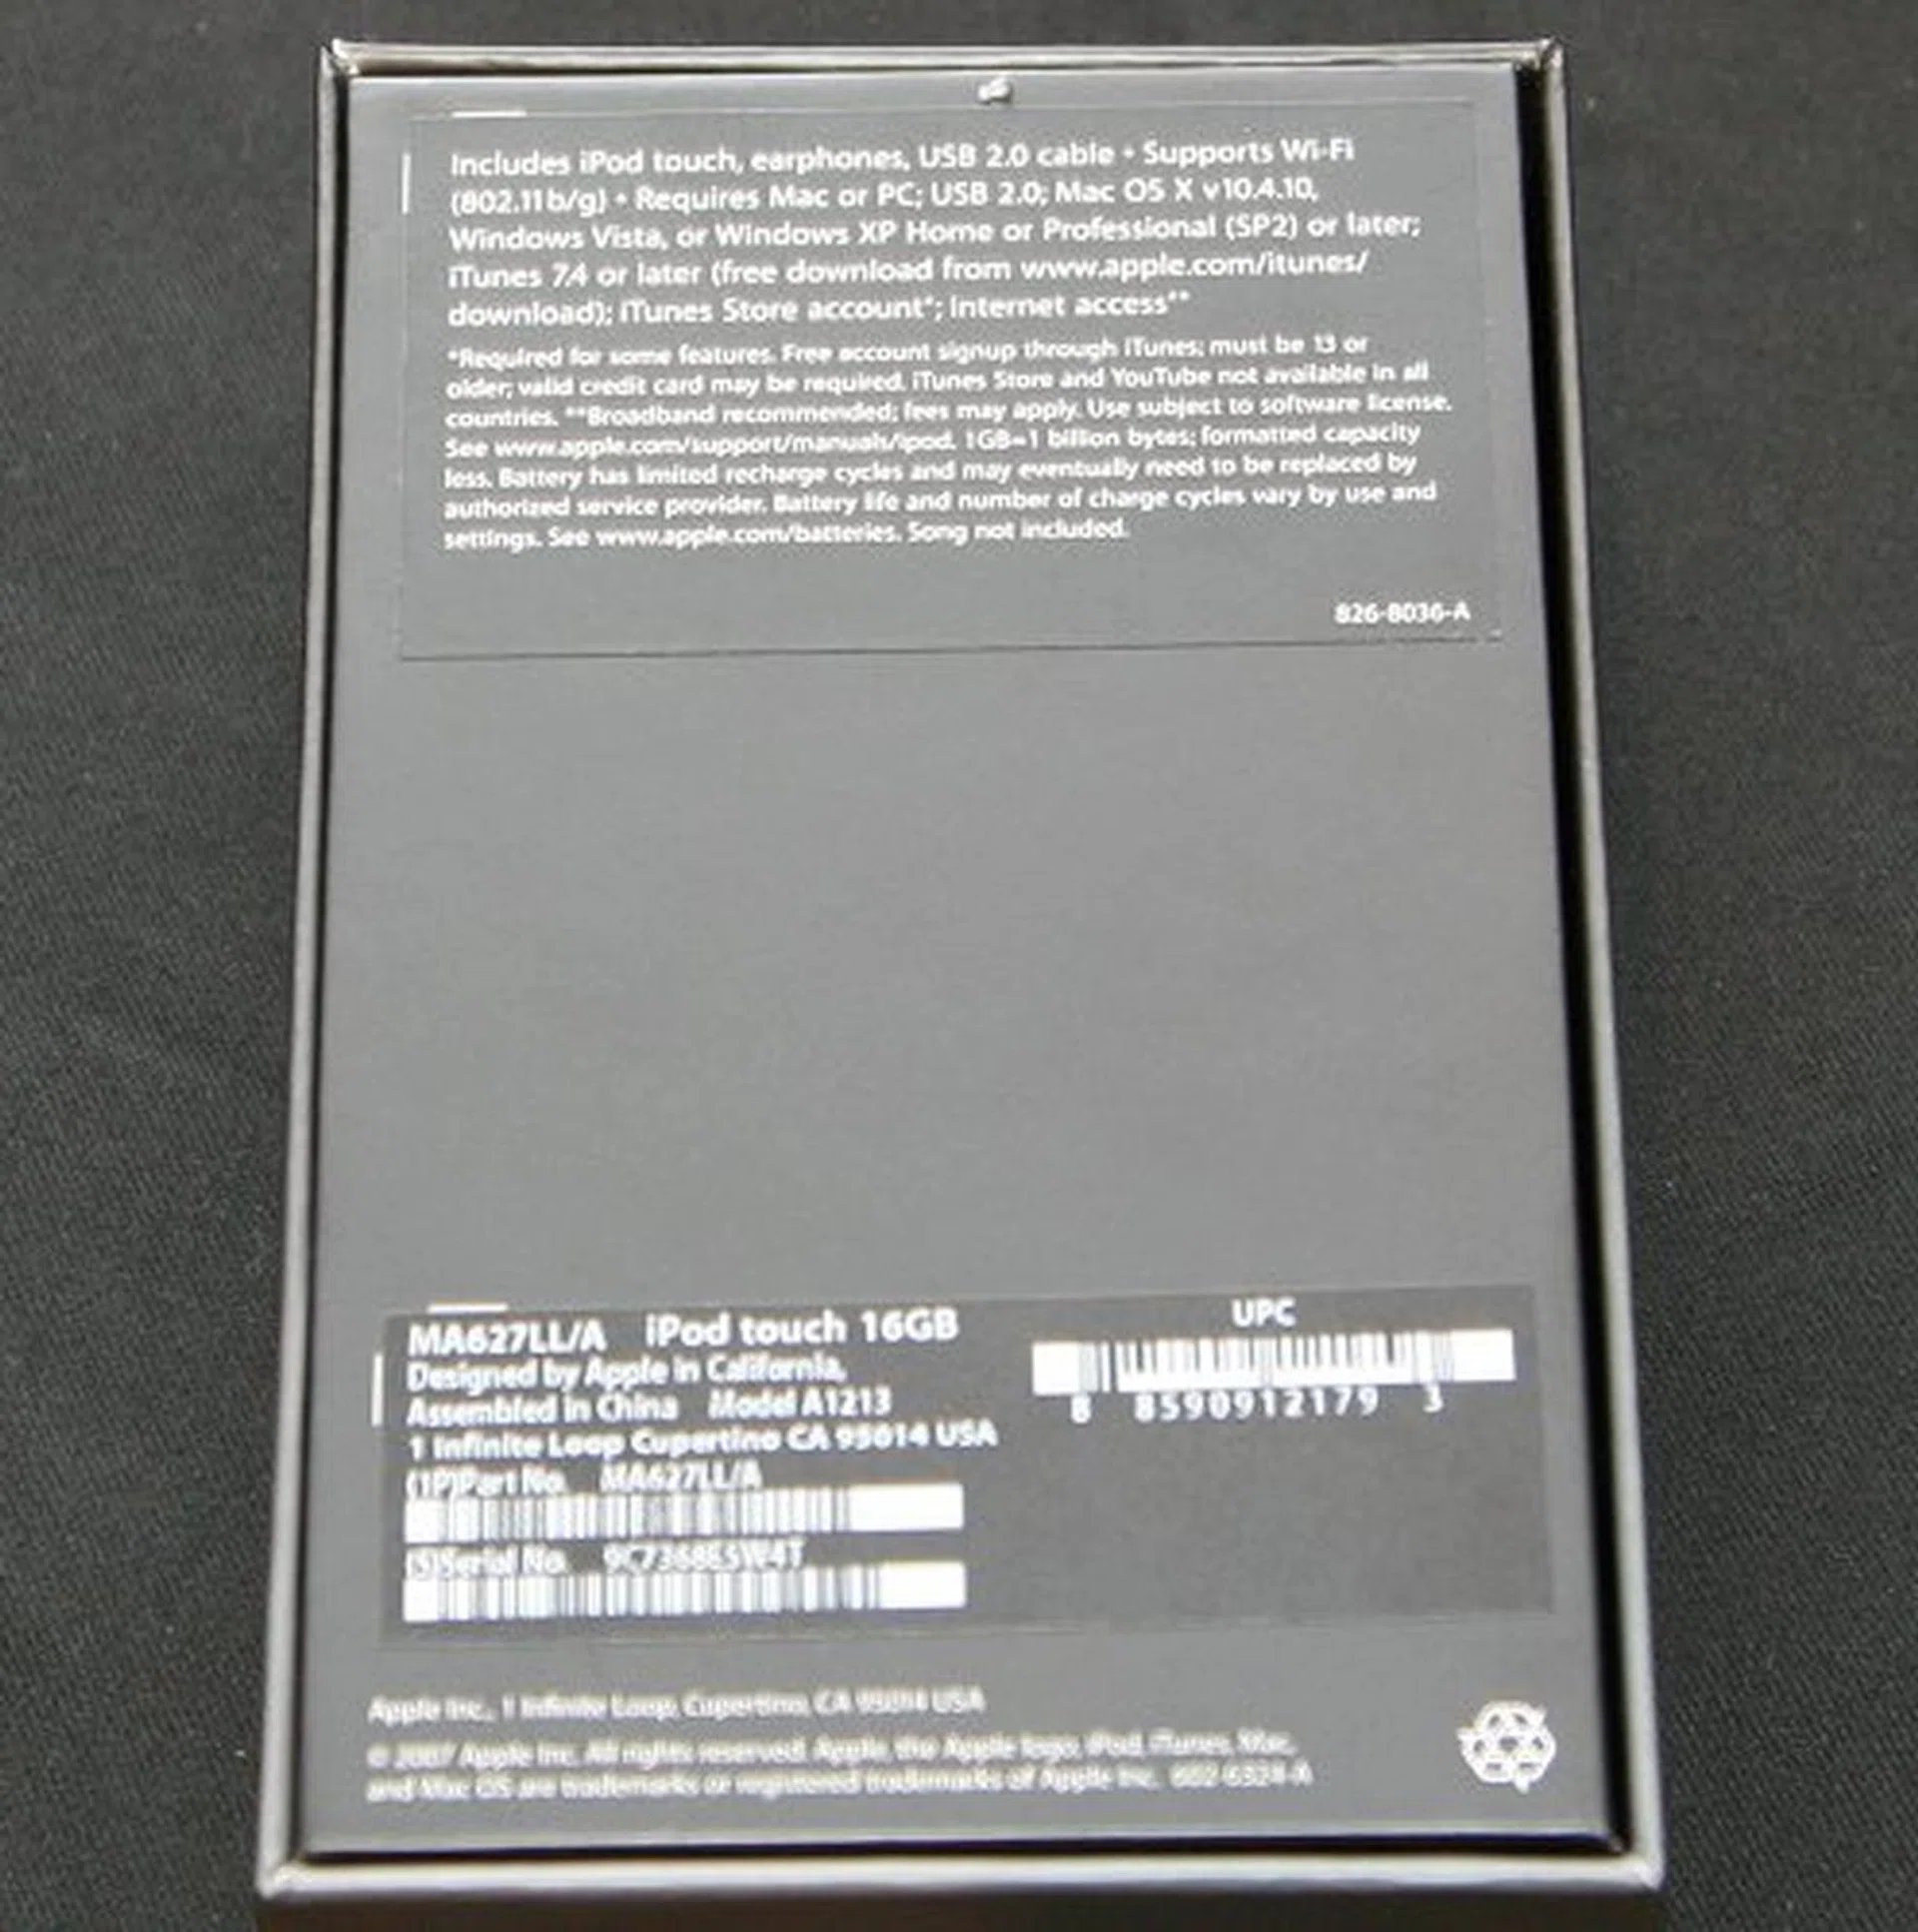 Includes iPod touch, earphones, USB 2.0 cable • Supports Wi-Fi
(802.11b/g) • Requires Mac or PC; USB 2.0; Mac OS X v10.4.10,
Windows Vista, or Windows XP Home or Professional (SP2) or later;
iTunes 7.4 or later (free download from www.apple.com/itunes/
download); iTunes Store account*; Internet access**
*Required for some features. Free account signup through iTunes; must be 13 or
older; valid credit card may be required. iTunes Store and YouTube not available in all
countries. **Broadband recommended; fees may apply. Use subject to software license.
See www.apple.com/support/manuals/ipod. 1GB=1 billion bytes; formatted capacity
less. Battery has limited recharge cycles and may eventually need to be replaced by
authorized service provider. Battery life and number of charge cycles vary by use and
settings. See www.apple.com/batteries. Song not included.
826-8036-A
MA627LL/A iPod touch 16GB
Designed by Apple in California,
Assembled in China Model A1213
1 Infinite Loop Cupertino CA 95014 USA
(1P)Part No. MA627LL/A
(S)Serial No.
UPC
8 8590912179 3
Apple Inc., 1 Infinite Loop, Cupertino, CA 95014 USA
© 2007 Apple Inc. All rights reserved. Apple, the Apple logo, iPod, iTunes, Mac,
and Mac OS are trademarks or registered trademarks of Apple Inc.